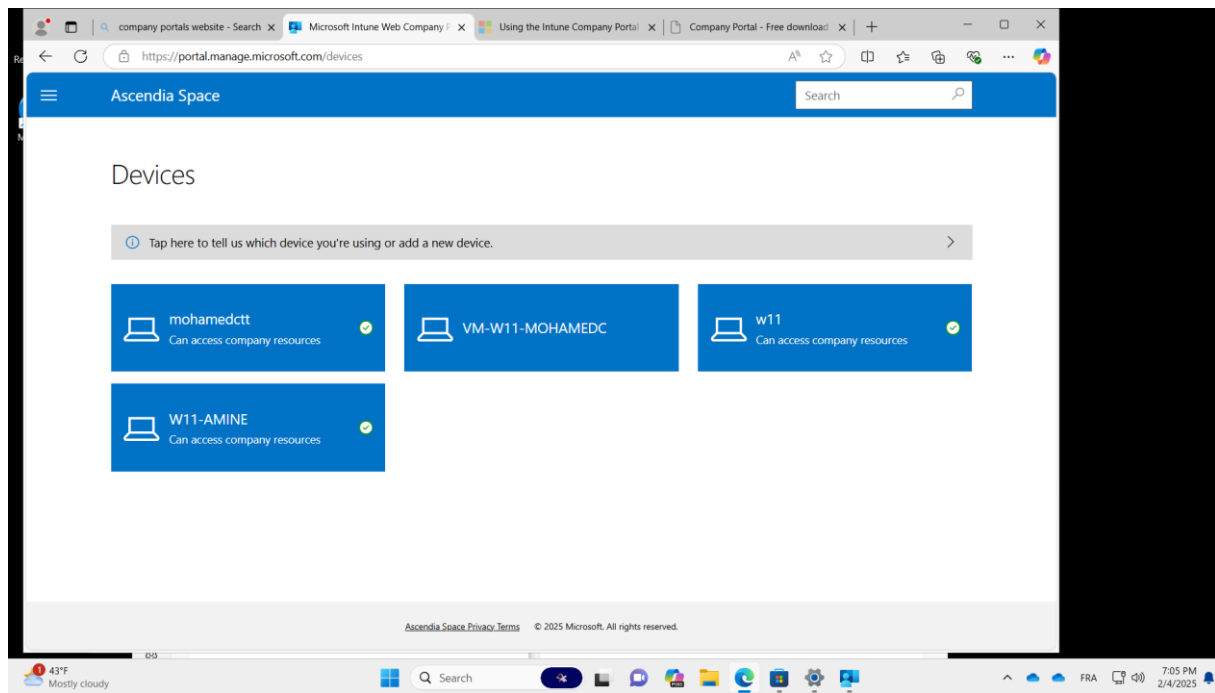 company portals website - Search
Microsoft Intune Web Company P
Using the Intune Company Portal
Company Portal - Free download
https://portal.manage.microsoft.com/devices
Ascendia Space
Search
Devices
Tap here to tell us which device you're using or add a new device.
mohamedctt
Can access company resources
VM-W11-MOHAMEDC
w11
Can access company resources
W11-AMINE
Can access company resources
Ascendia Space Privacy Terms © 2025 Microsoft. All rights reserved.
1
43°F
Mostly cloudy
Search
FRA
7:05 PM
2/4/2025